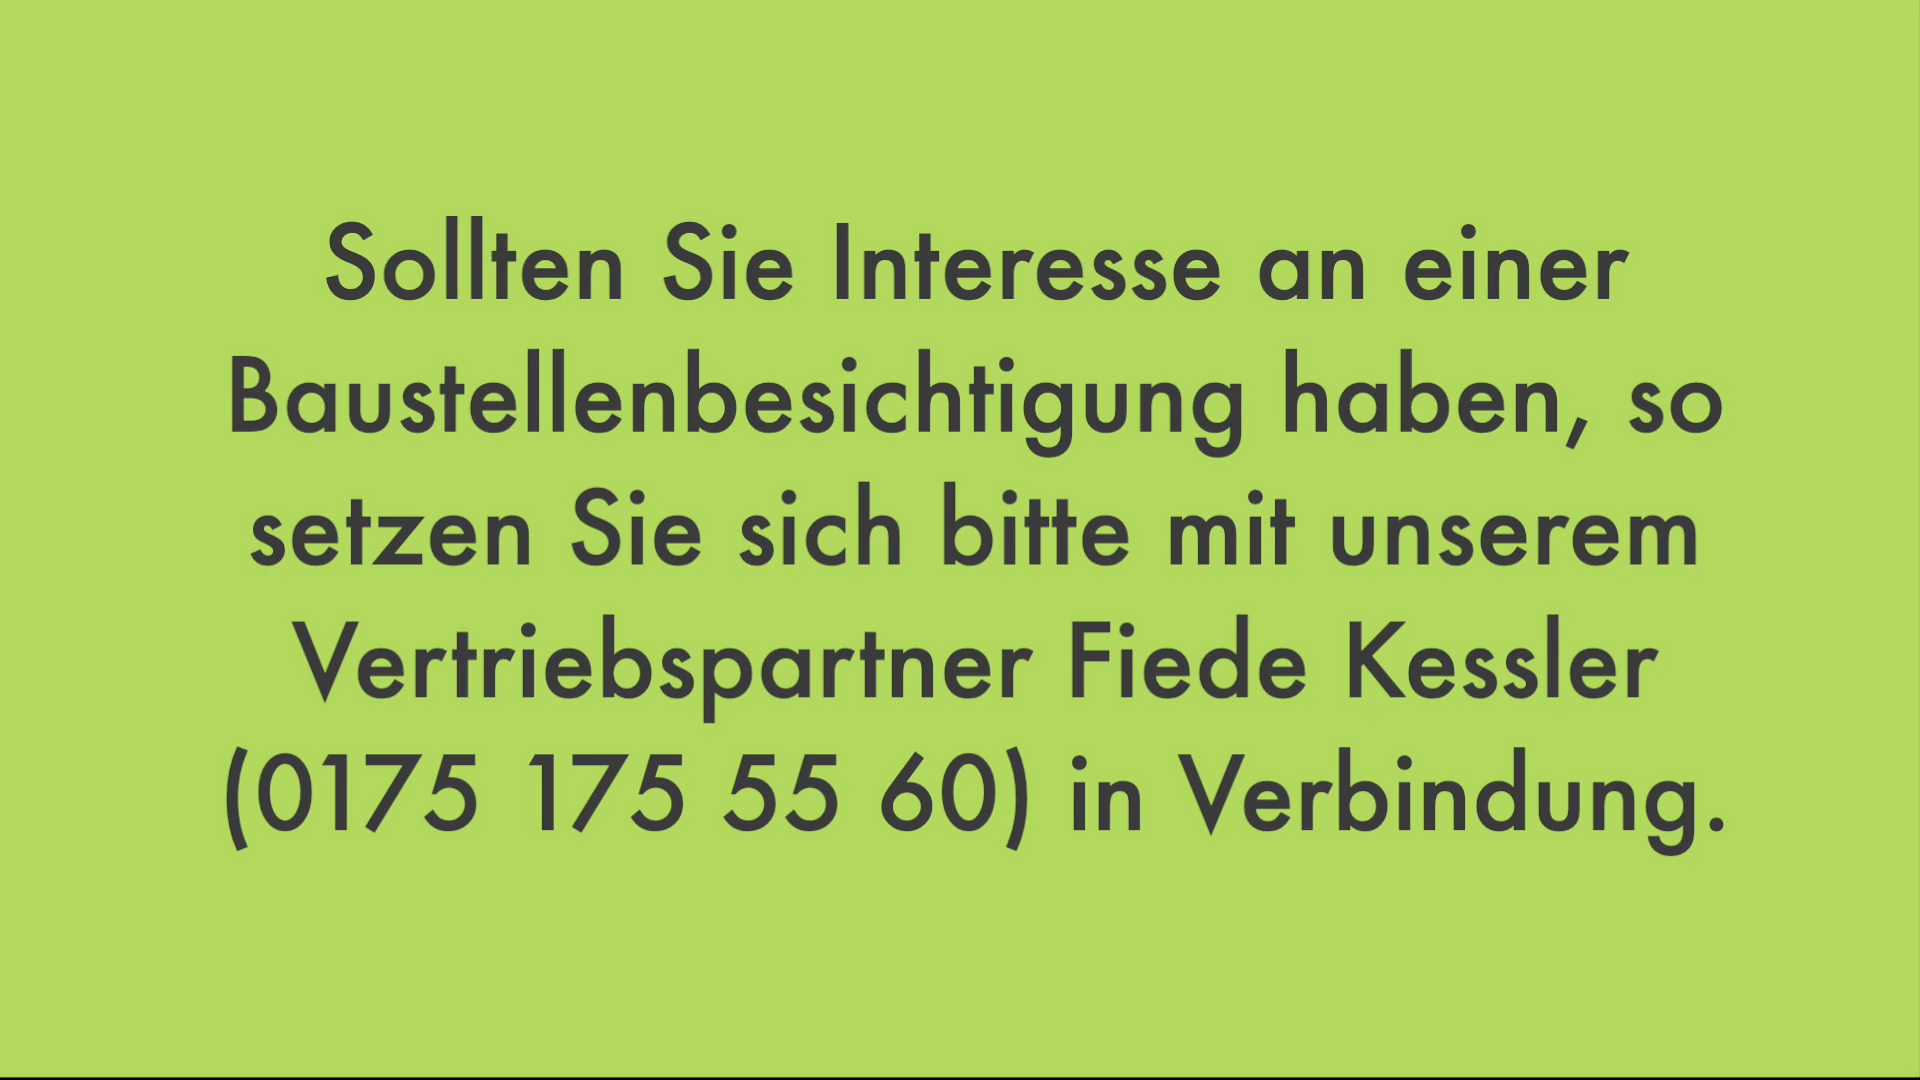 Sollten Sie Interesse an einer
Baustellenbesichtigung haben, so
setzen Sie sich bitte mit unserem
Vertriebspartner Fiede Kessler
(0175 175 55 60) in Verbindung.